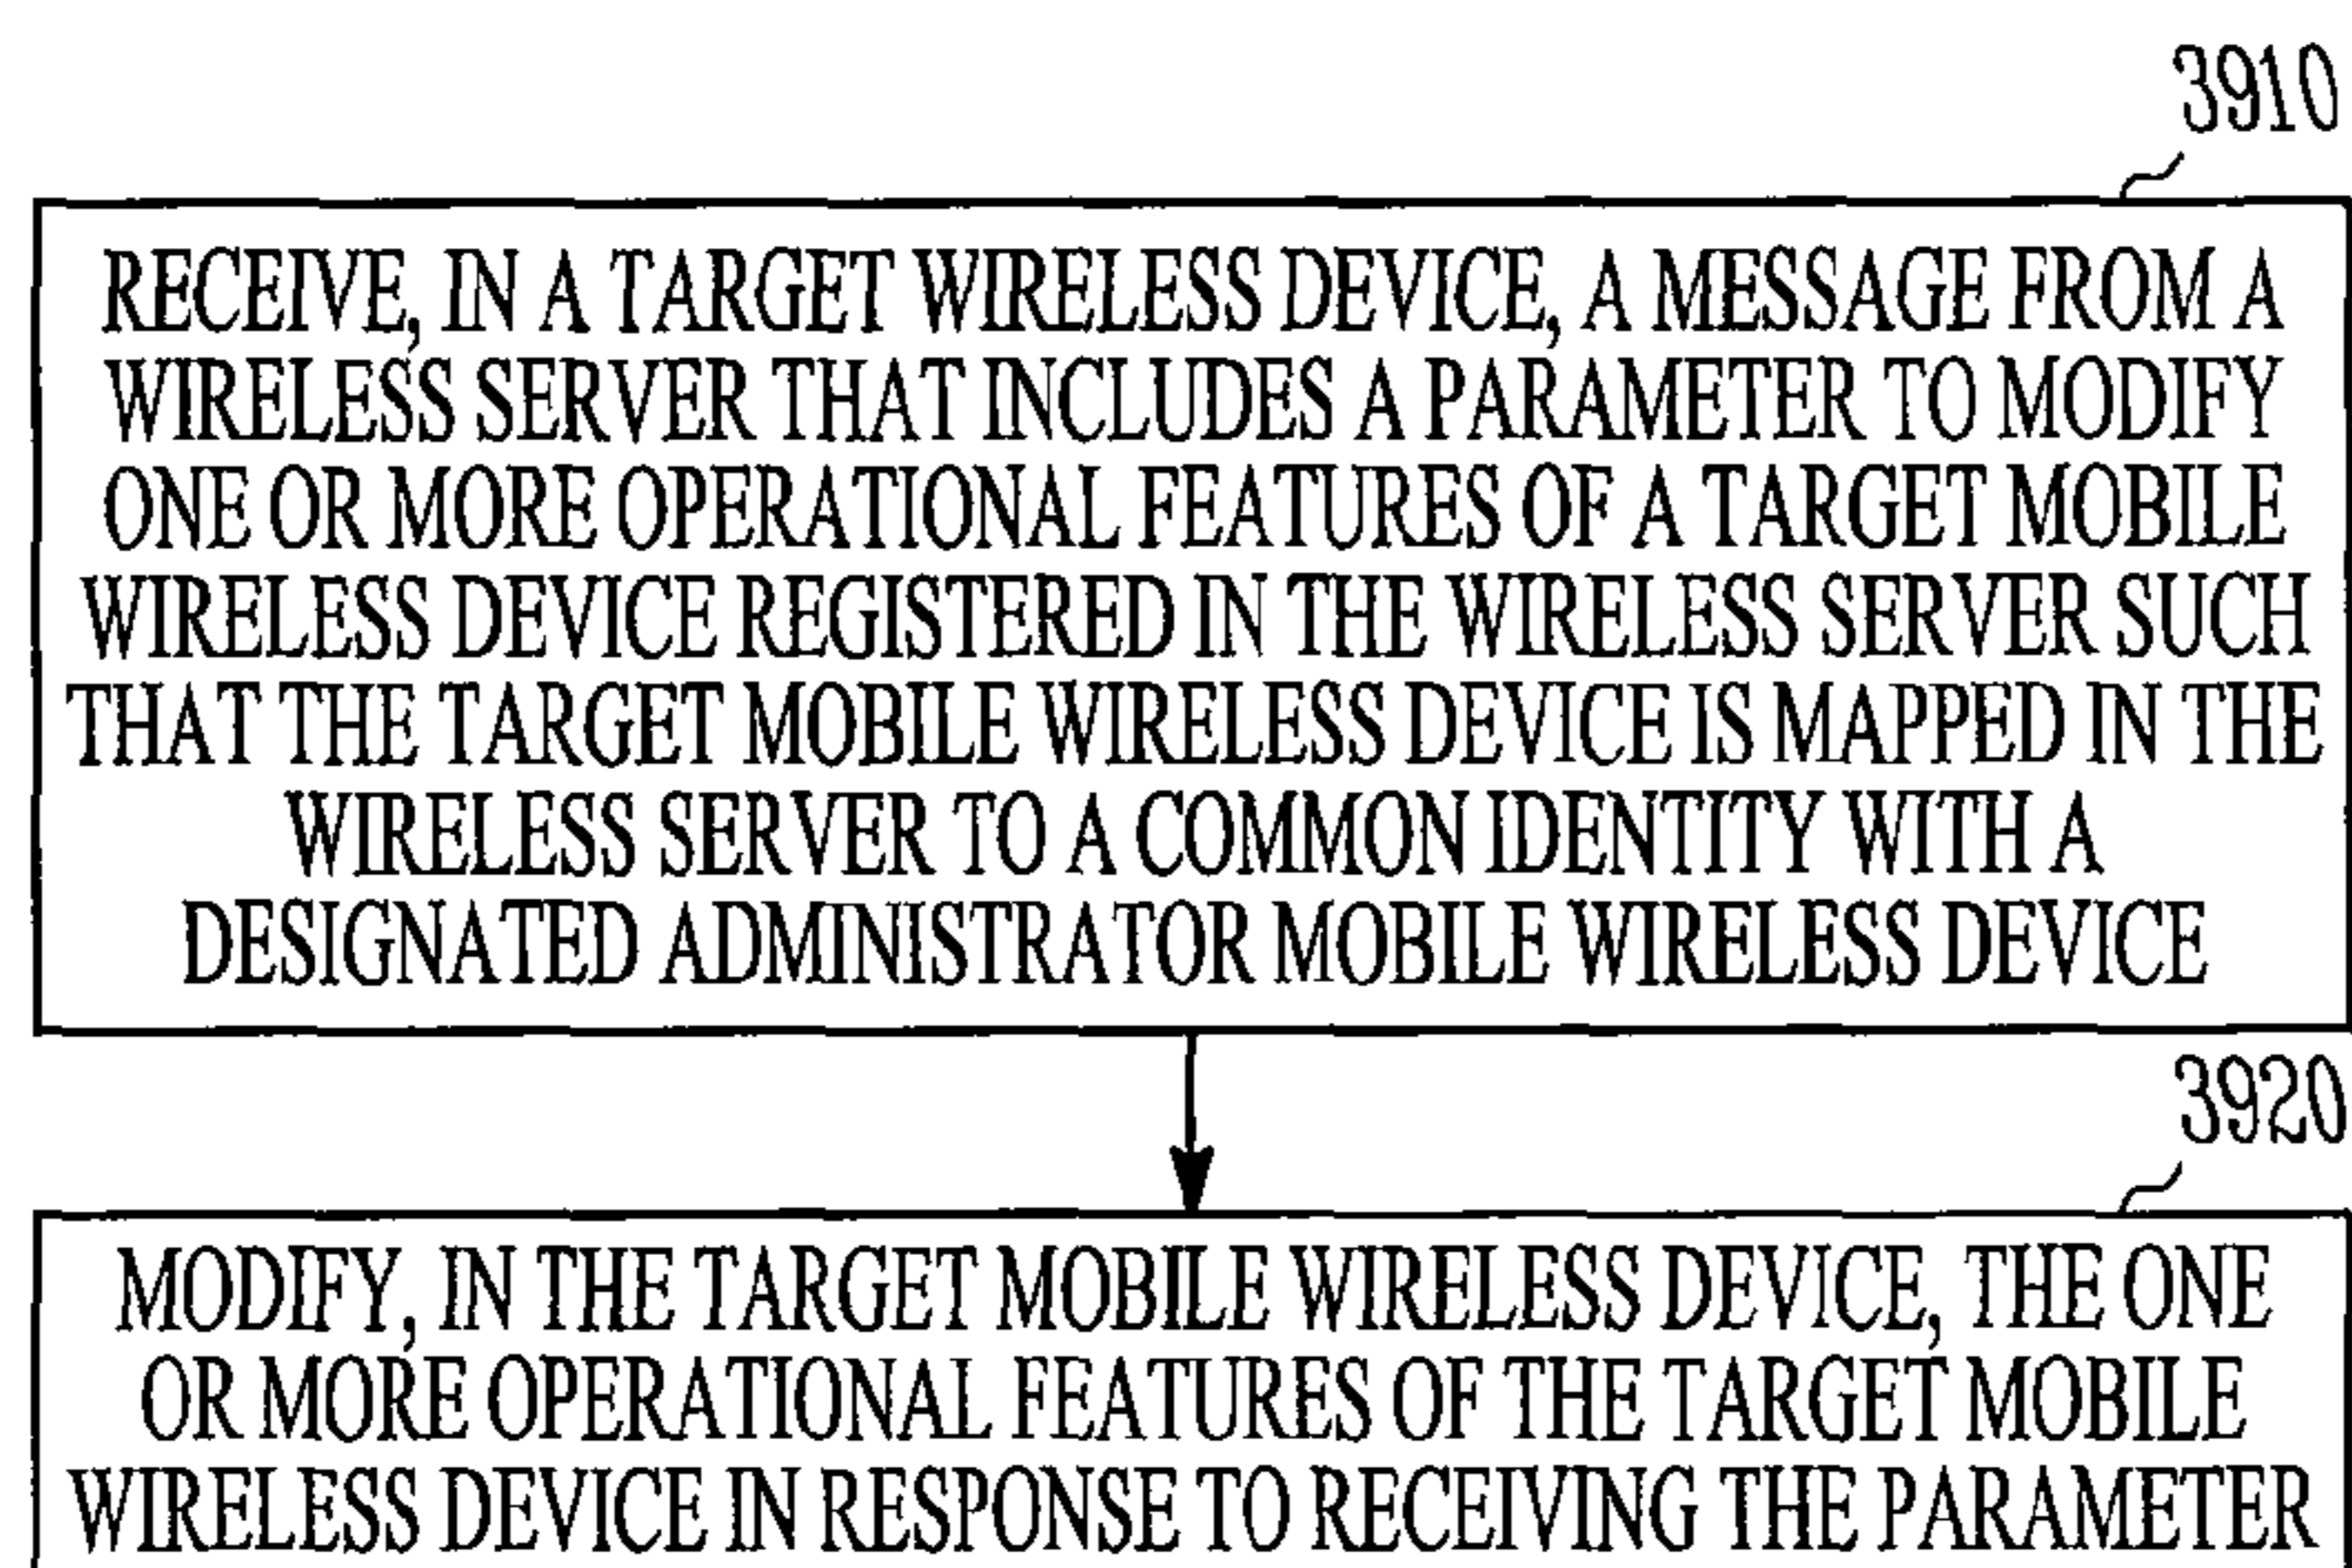 3910
RECEIVE, IN A TARGET WIRELESS DEVICE, A MESSAGE FROM A
WIRELESS SERVER THAT INCLUDES A PARAMETER TO MODIFY
ONE OR MORE OPERATIONAL FEATURES OF A TARGET MOBILE
WIRELESS DEVICE REGISTERED IN THE WIRELESS SERVER SUCH
THAT THE TARGET MOBILE WIRELESS DEVICE IS MAPPED IN THE
WIRELESS SERVER TO A COMMON IDENTITY WITH A
DESIGNATED ADMINISTRATOR MOBILE WIRELESS DEVICE
3920
MODIFY, IN THE TARGET MOBILE WIRELESS DEVICE, THE ONE
OR MORE OPERATIONAL FEATURES OF THE TARGET MOBILE
WIRELESS DEVICE IN RESPONSE TO RECEIVING THE PARAMETER